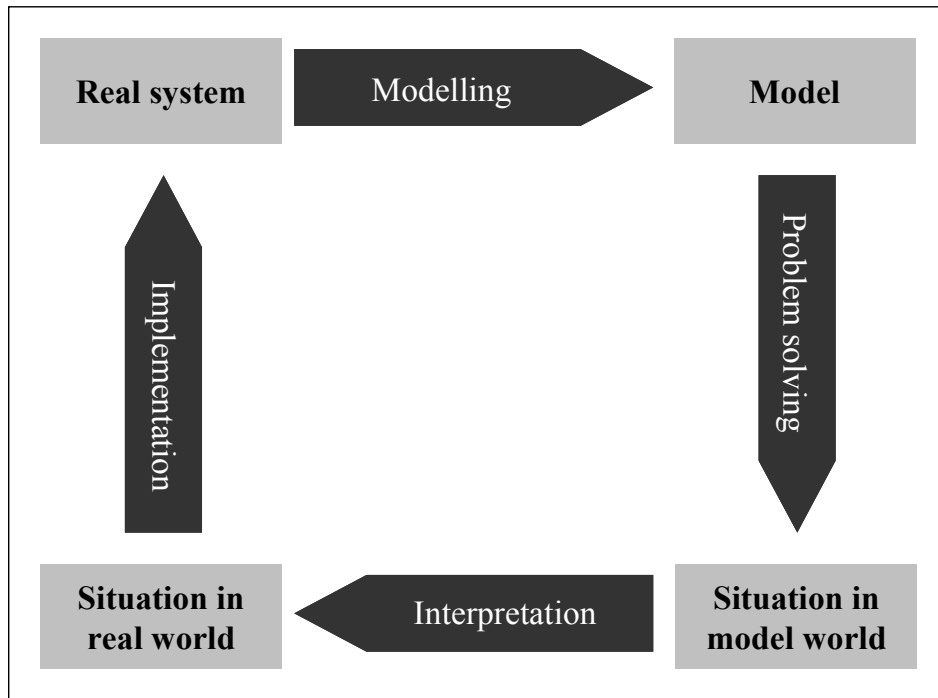 Real system
Modelling
Model
Problem solving
Implementation
Situation in
real world
Interpretation
Situation in
model world